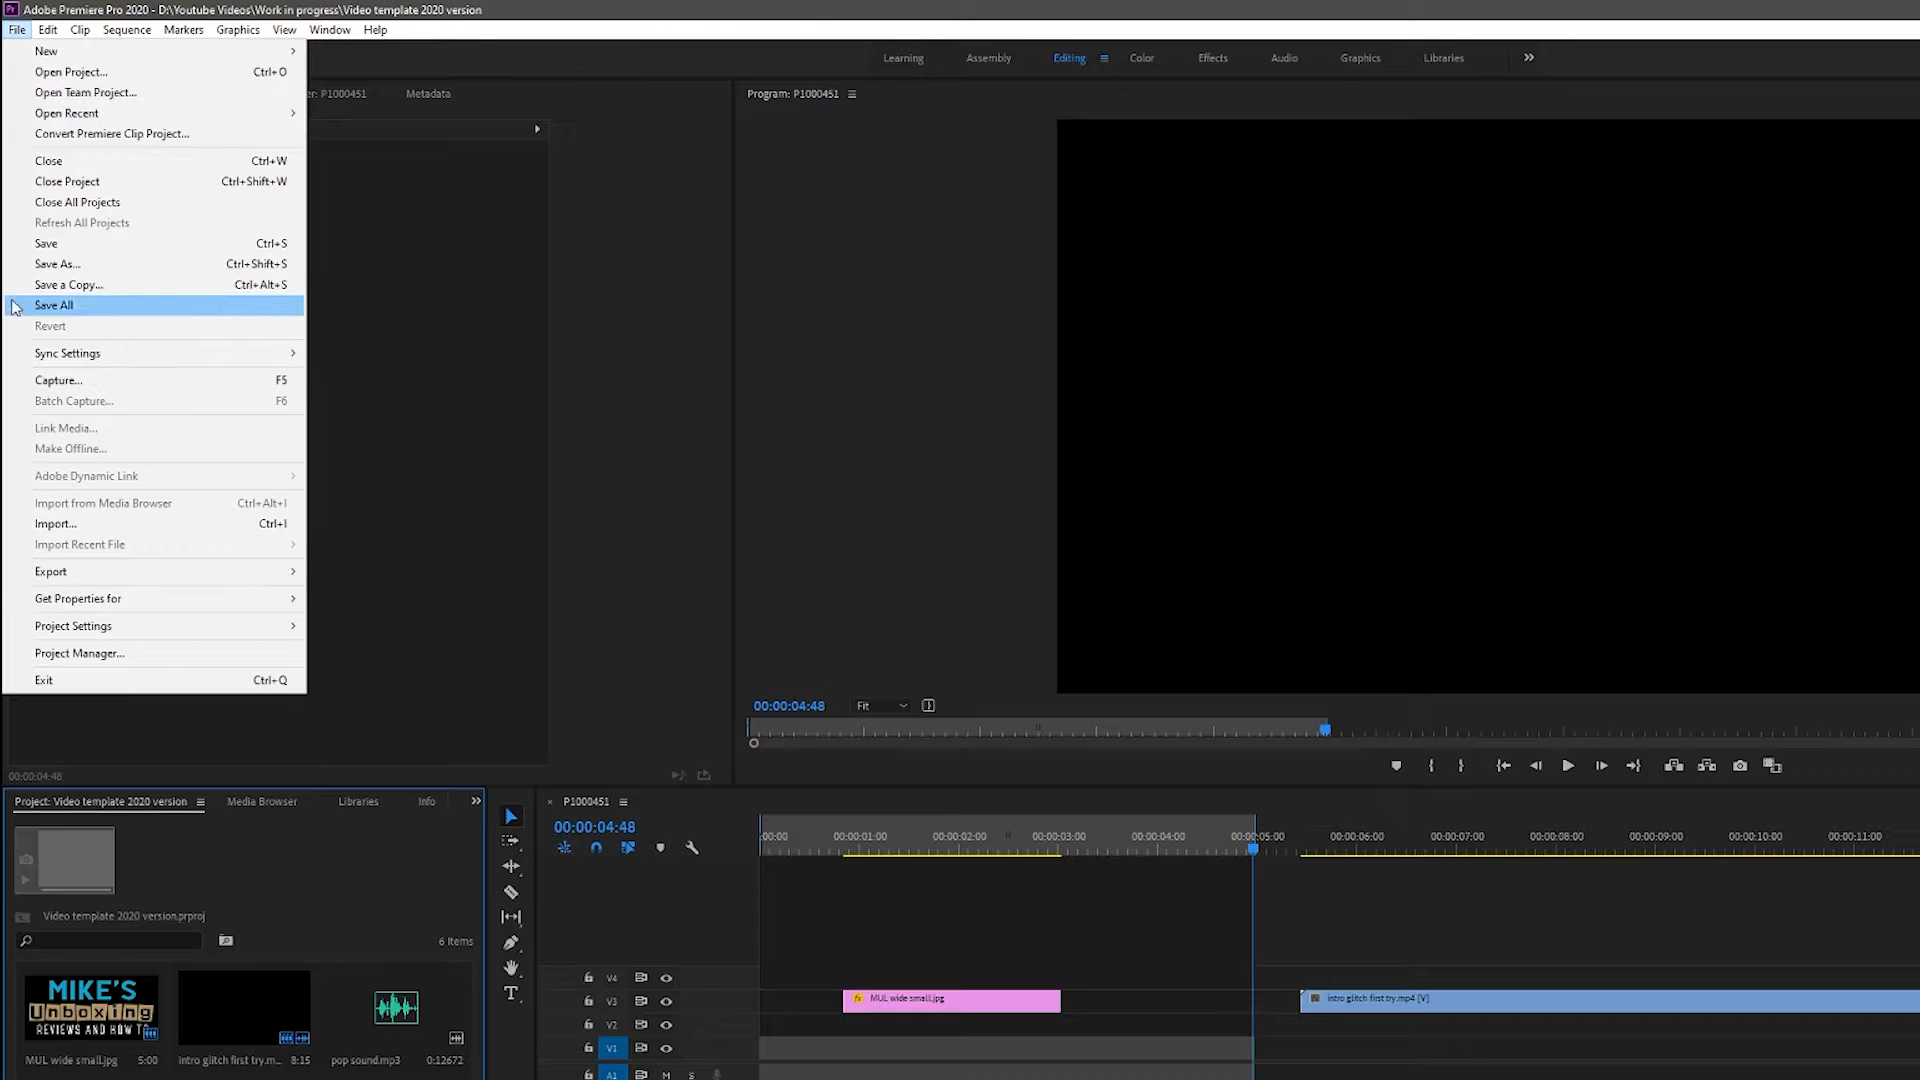 Adobe Premiere Pro 2020 - D:\Youtube Videos\Work in progress\Video template 2020 version
File Edit Clip Sequence Markers Graphics View Window Help
New
Open Project... Ctrl+O
Open Team Project...
Open Recent
Convert Premiere Clip Project...
Close Ctrl+W
Close Project Ctrl+Shift+W
Close All Projects
Refresh All Projects
Save Ctrl+S
Save As... Ctrl+Shift+S
Save a Copy... Ctrl+Alt+S
Save All
Revert
Sync Settings
Capture... F5
Batch Capture... F6
Link Media...
Make Offline...
Adobe Dynamic Link
Import from Media Browser Ctrl+Alt+I
Import... Ctrl+I
Import Recent File
Export
Get Properties for
Project Settings
Project Manager...
Exit Ctrl+Q
Learning Assembly Editing Color Effects Audio Graphics Libraries
er: P1000451 Metadata
Program: P1000451
00:00:04:48 Fit
00:00:04:48
Project: Video template 2020 version Media Browser Libraries Info
Video template 2020 version.prproj
6 Items
MIKE'S
Unboxing
REVIEWS AND HOW T
MUL wide small.jpg 5:00
intro glitch first try.m... 8:15
pop sound.mp3 0:12672
P1000451
00:00:04:48
:00:00 00:00:01:00 00:00:02:00 00:00:03:00 00:00:04:00 00:00:05:00 00:00:06:00 00:00:07:00 00:00:08:00 00:00:09:00 00:00:10:00 00:00:11:00
V4
V3 fx MUL wide small.jpg intro glitch first try.mp4 [V]
V2
V1
A1 M S